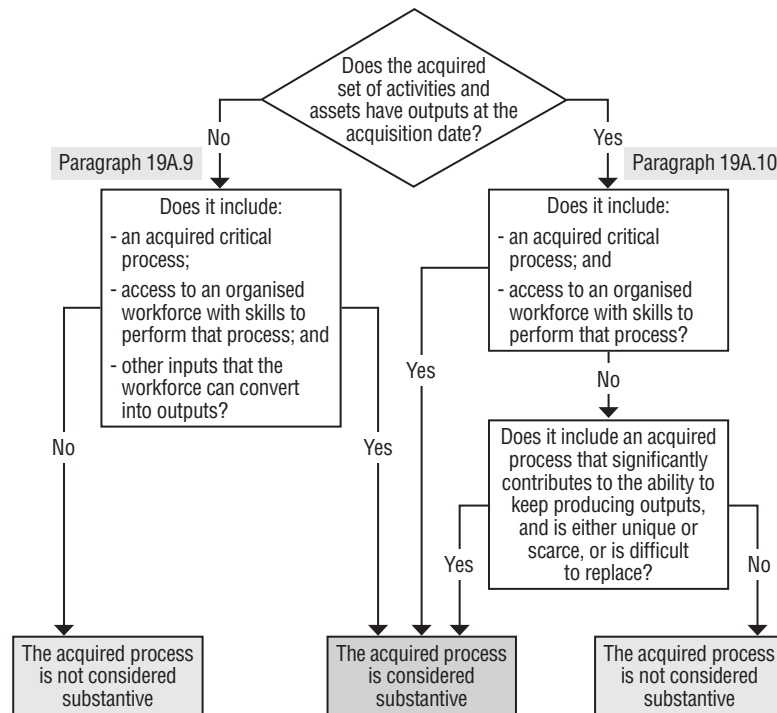 Does the acquired
set of activities and
assets have outputs at the
acquisition date?
No
Yes
Paragraph 19A.9
Paragraph 19A.10
Does it include:
- an acquired critical
process;
- access to an organised
workforce with skills to
perform that process; and
- other inputs that the
workforce can convert
into outputs?
Does it include:
- an acquired critical
process; and
- access to an organised
workforce with skills to
perform that process?
Yes
No
No
Yes
Does it include an acquired
process that significantly
contributes to the ability to
keep producing outputs,
and is either unique or
scarce, or is difficult
to replace?
Yes
No
The acquired process
is not considered
substantive
The acquired process
is considered
substantive
The acquired process
is not considered
substantive